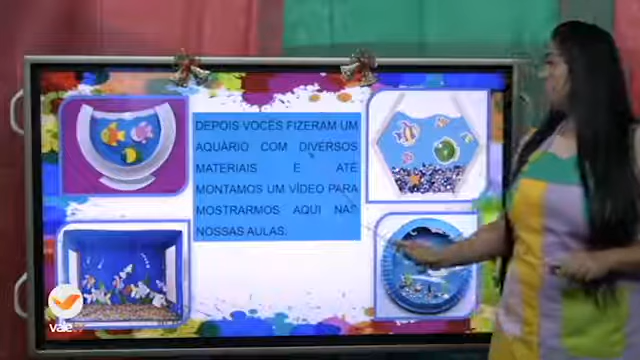 DEPOIS VOCÊS FIZERAM UM
AQUÁRIO COM DIVERSOS
MATERIAIS E ATÉ
MONTAMOS UM VÍDEO PARA
MOSTRARMOS AQUI NAS
NOSSAS AULAS.
vale